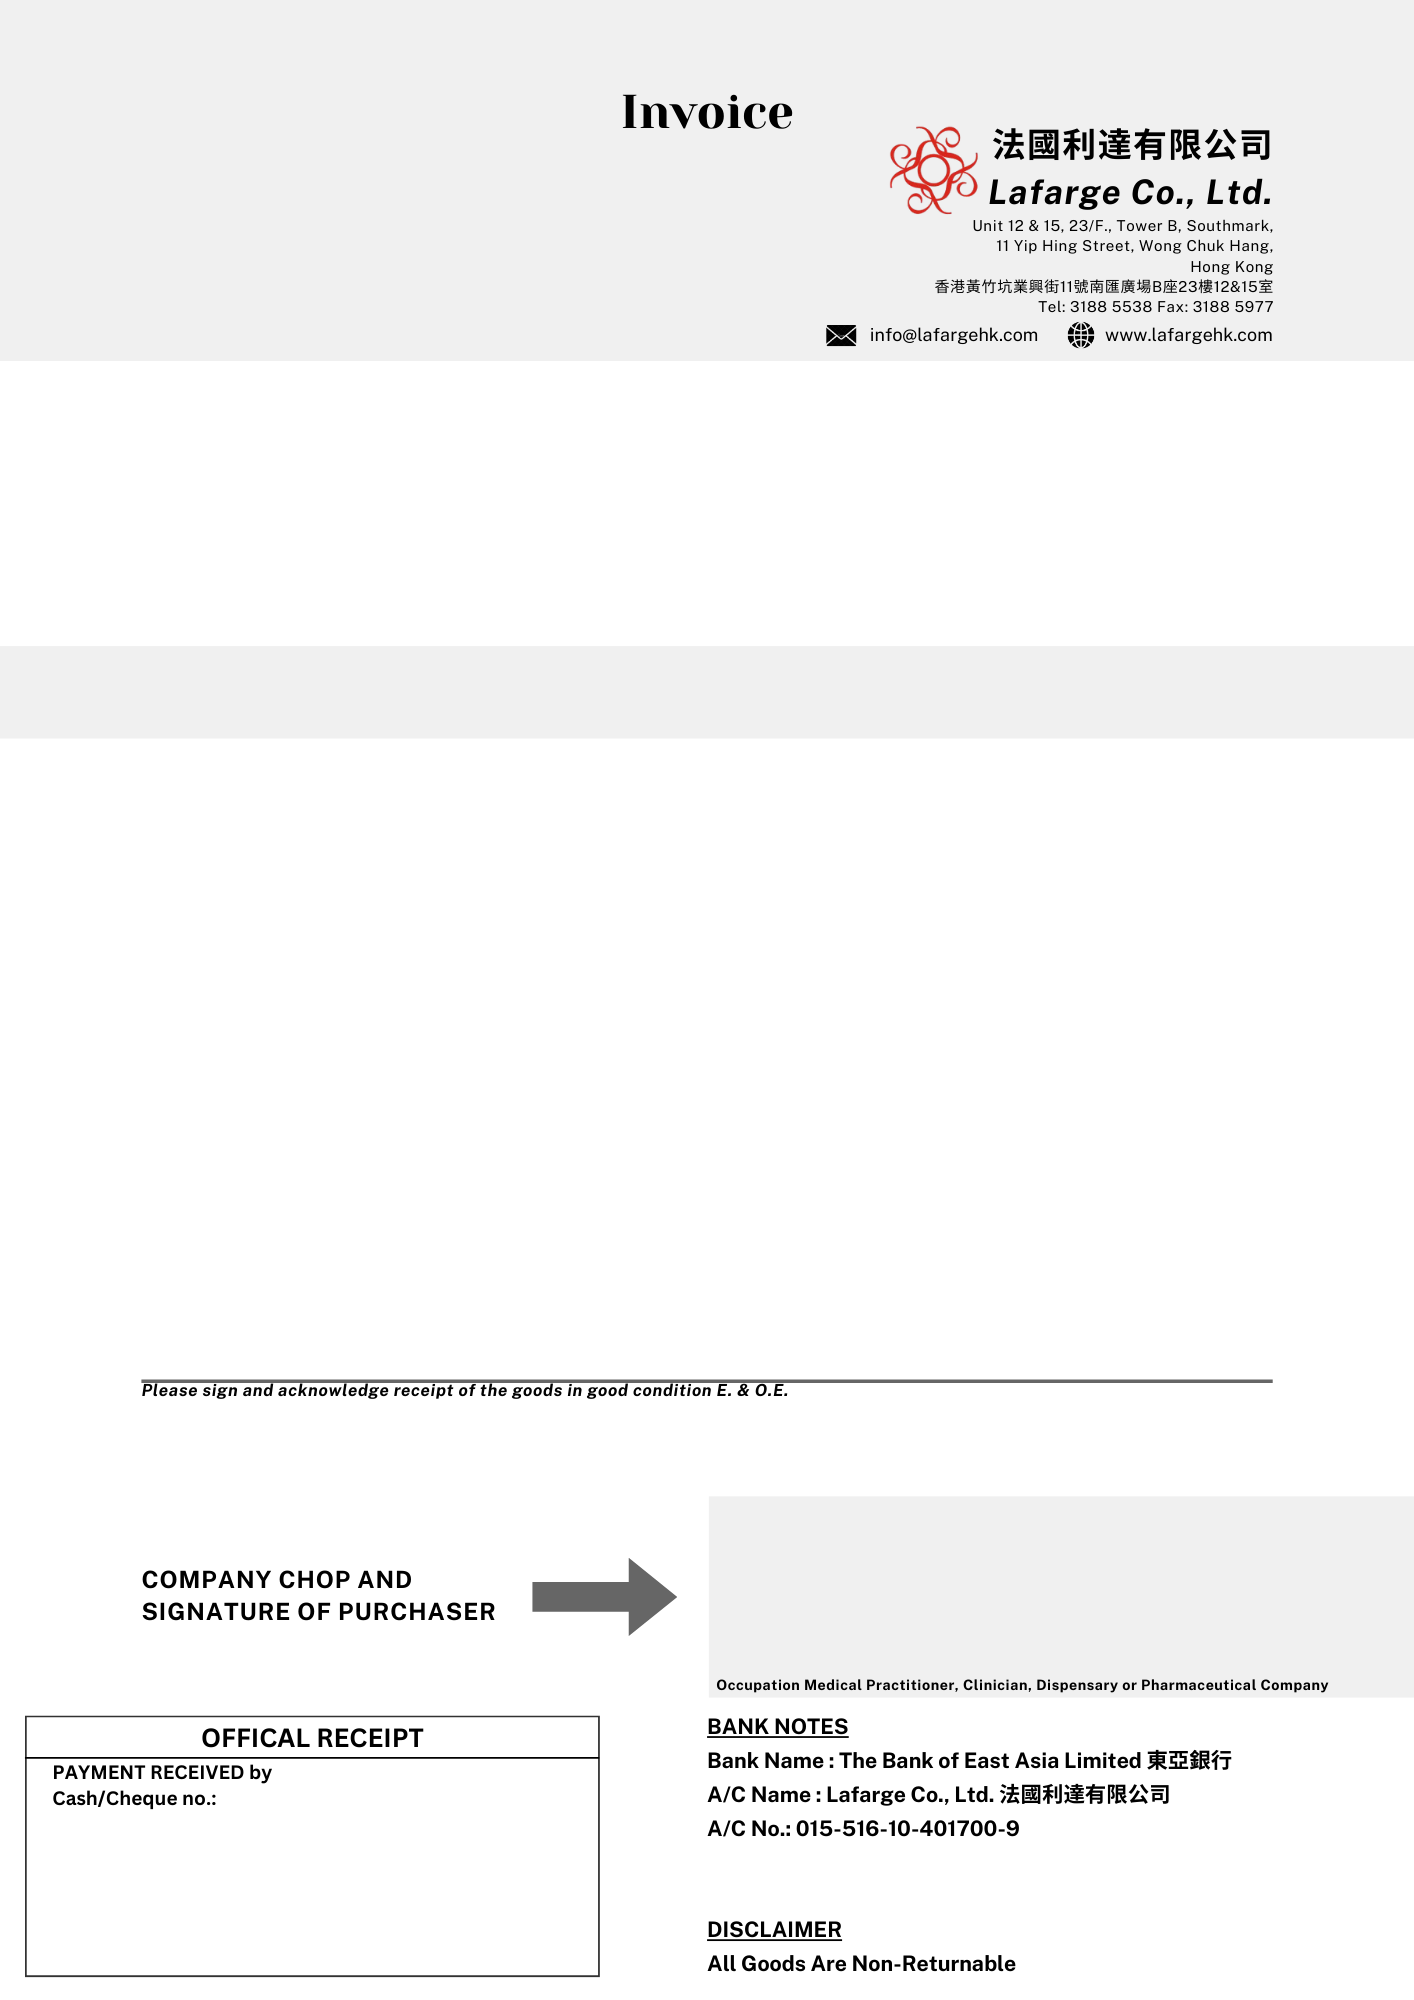 Invoice
法國利達有限公司
Lafarge Co., Ltd.
Unit 12 & 15, 23/F., Tower B, Southmark,
11 Yip Hing Street, Wong Chuk Hang,
Hong Kong
香港黃竹坑業興街11號南匯廣場B座23樓12&15室
Tel: 3188 5538 Fax: 3188 5977
info@lafargehk.com www.lafargehk.com
Please sign and acknowledge receipt of the goods in good condition E. & O.E.
COMPANY CHOP AND
SIGNATURE OF PURCHASER
Occupation Medical Practitioner, Clinician, Dispensary or Pharmaceutical Company
OFFICAL RECEIPT
PAYMENT RECEIVED by
Cash/Cheque no.:
BANK NOTES
Bank Name : The Bank of East Asia Limited 東亞銀行
A/C Name : Lafarge Co., Ltd. 法國利達有限公司
A/C No.: 015-516-10-401700-9
DISCLAIMER
All Goods Are Non-Returnable